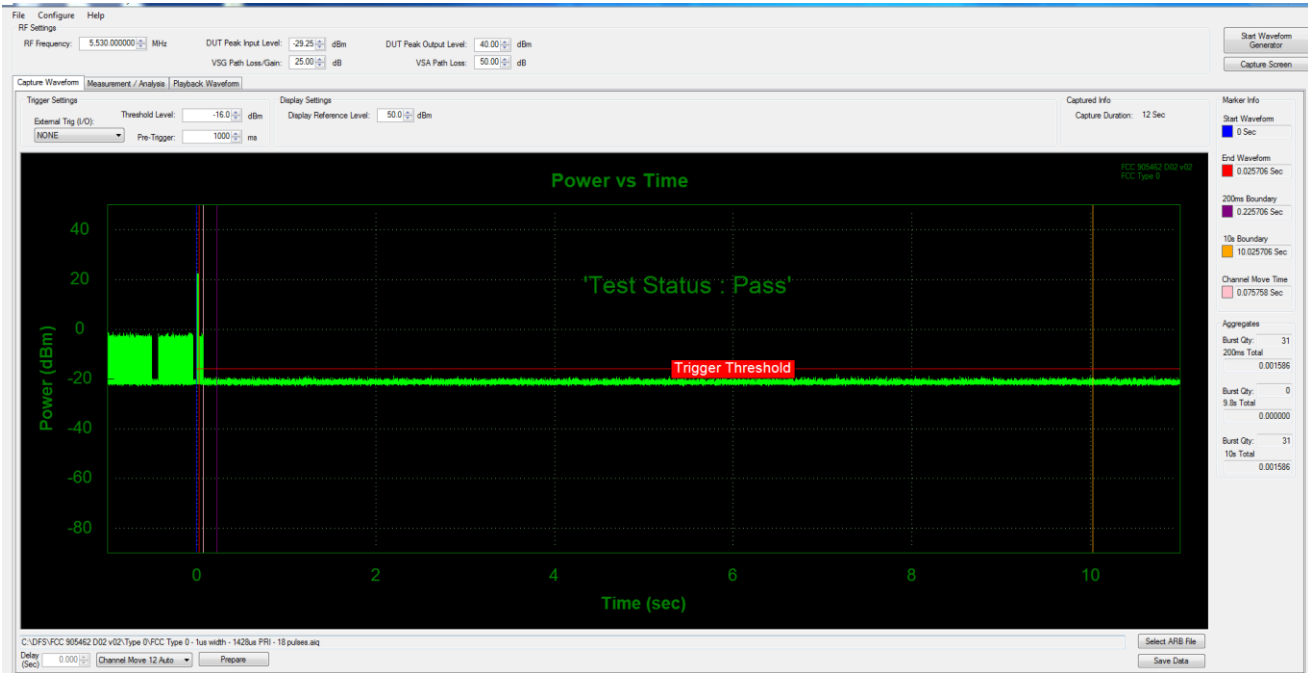 File Configure Help
RF Settings
RF Frequency: 5,530.000000 MHz DUT Peak Input Level: -29.25 dBm DUT Peak Output Level: 40.00 dBm
VSG Path Loss/Gain: 25.00 dB VSA Path Loss: 50.00 dB
Start Waveform
Generator
Capture Screen
Capture Waveform Measurement / Analysis Playback Waveform
Trigger Settings
External Trig (I/O):
NONE
Threshold Level: -16.0 dBm
Pre-Trigger: 1000 ms
Display Settings
Display Reference Level: 50.0 dBm
Captured Info
Capture Duration: 12 Sec
Marker Info
Start Waveform
0 Sec
End Waveform
0.025706 Sec
200ms Boundary
0.225706 Sec
10s Boundary
10.025706 Sec
Channel Move Time
0.075758 Sec
Aggregates
Burst Qty: 31
200ms Total
0.001586
Burst Qty: 0
9.8s Total
0.000000
Burst Qty: 31
10s Total
0.001586
Power vs Time
FCC 905462 D02 v02
FCC Type 0
'Test Status : Pass'
Trigger Threshold
Power (dBm)
40
20
0
-20
-40
-60
-80
0 2 4 6 8 10
Time (sec)
C:\DFS\FCC 905462 D02 v02\Type 0\FCC Type 0 - 1us width - 1428us PRI - 18 pulses.aiq
Select ARB File
Delay
(Sec) 0.000 Channel Move 12 Auto Prepare
Save Data